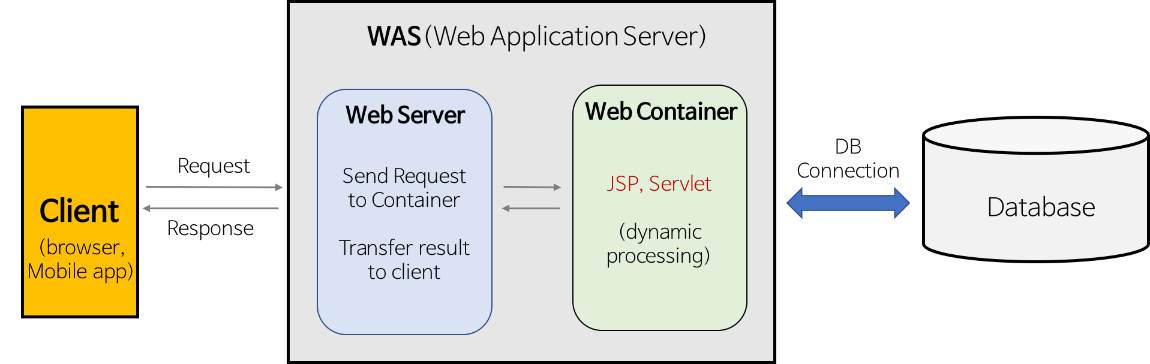 WAS(Web Application Server)
Client
(browser,
Mobile app)
Request
Response
Web Server
Send Request
to Container
Transfer result
to client
Web Container
JSP, Servlet
(dynamic
processing)
DB
Connection
Database